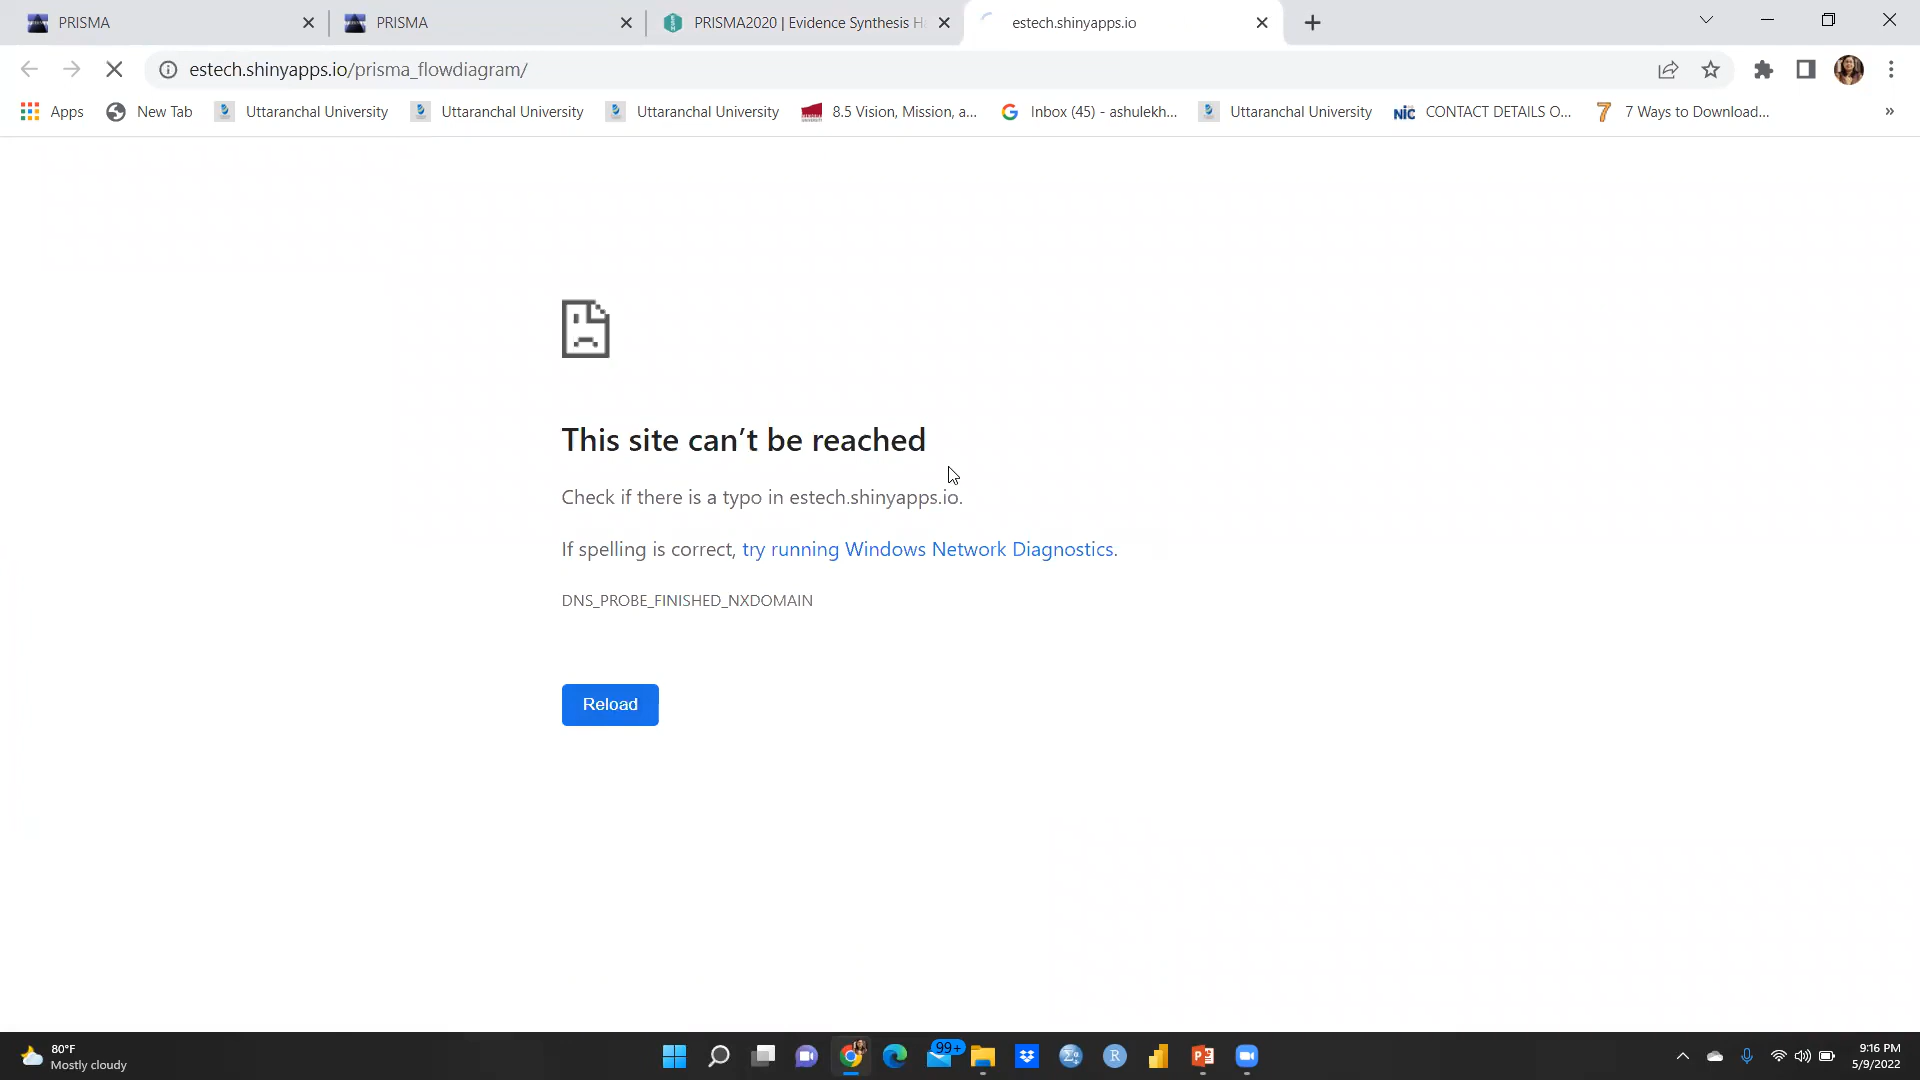 PRISMA
PRISMA
PRISMA2020 | Evidence Synthesis H
estech.shinyapps.io
estech.shinyapps.io/prisma_flowdiagram/
Apps
New Tab
Uttaranchal University
Uttaranchal University
Uttaranchal University
8.5 Vision, Mission, a...
Inbox (45) - ashulekh...
Uttaranchal University
NIC
CONTACT DETAILS O...
7 Ways to Download...
»
This site can’t be reached
Check if there is a typo in estech.shinyapps.io.
If spelling is correct, try running Windows Network Diagnostics.
DNS_PROBE_FINISHED_NXDOMAIN
Reload
80°F
Mostly cloudy
99+
R
9:16 PM
5/9/2022